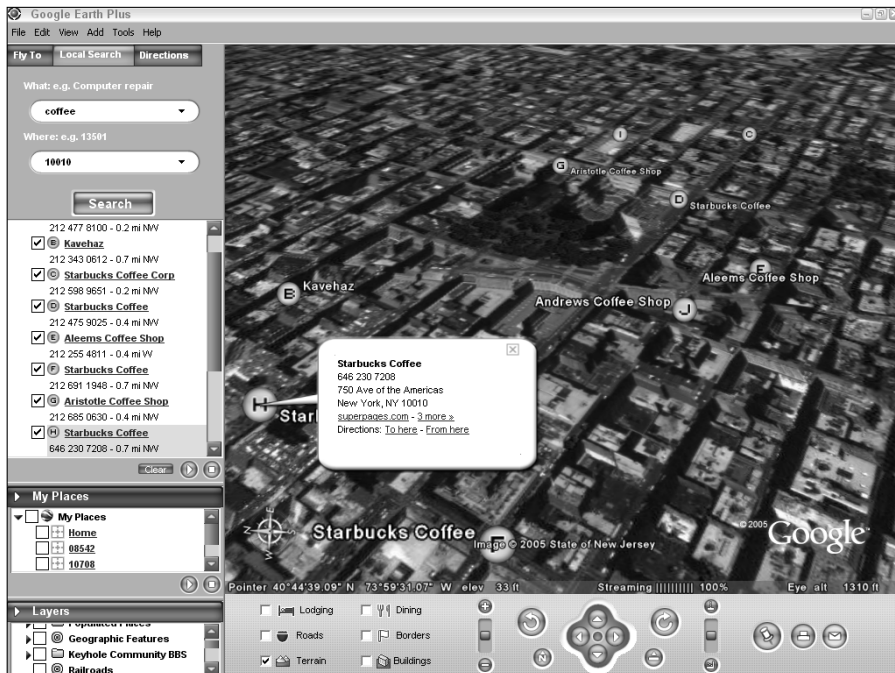 Google Earth Plus
File Edit View Add Tools Help
Fly To Local Search Directions
What: e.g. Computer repair
coffee
Where: e.g. 13501
10010
Search
212 477 8100 - 0.2 mi NW
B Kavehaz
212 343 0612 - 0.7 mi NW
C Starbucks Coffee Corp
212 598 9651 - 0.2 mi NW
D Starbucks Coffee
212 475 9025 - 0.4 mi NW
E Aleems Coffee Shop
212 255 4811 - 0.4 mi W
F Starbucks Coffee
212 691 1948 - 0.7 mi NW
G Aristotle Coffee Shop
212 685 0630 - 0.4 mi NW
H Starbucks Coffee
646 230 7208 - 0.7 mi NW
Clear
My Places
My Places
Home
08542
10708
Layers
Populated Places
Geographic Features
Keyhole Community BBS
Railroads
I
C
G Aristotle Coffee Shop
D Starbucks Coffee
E
Aleems Coffee Shop
B Kavehaz
Andrews Coffee Shop J
Starbucks Coffee
646 230 7208
750 Ave of the Americas
New York, NY 10010
superpages.com - 3 more »
Directions: To here - From here
H Star
N E
W S
Starbucks Coffee F
Image © 2005 State of New Jersey
© 2005 Google™
Pointer 40°44'39.09" N 73°59'31.07" W elev 33 ft Streaming |||||||||| 100% Eye alt 1310 ft
Lodging Dining
Roads Borders
Terrain Buildings
N